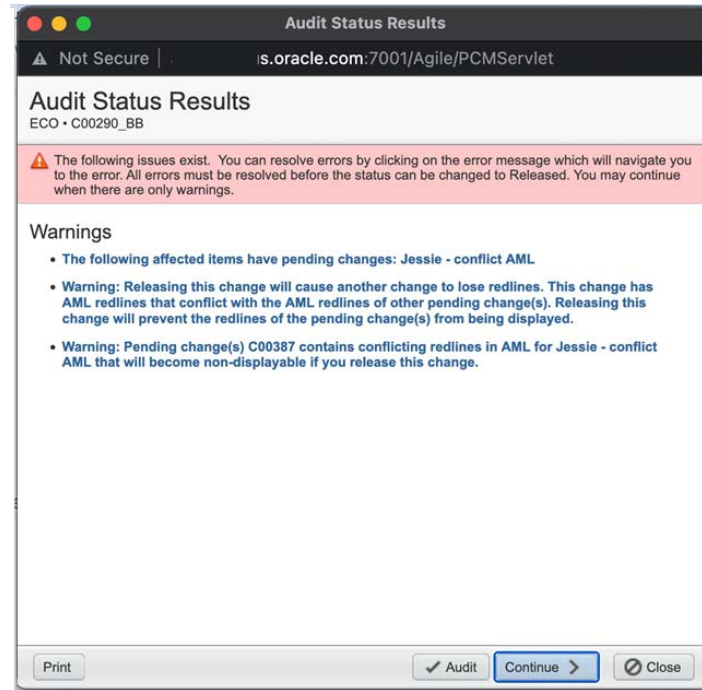 Audit Status Results
Not Secure s.oracle.com:7001/Agile/PCMServlet
Audit Status Results
ECO • C00290_BB
The following issues exist. You can resolve errors by clicking on the error message which will navigate you
to the error. All errors must be resolved before the status can be changed to Released. You may continue
when there are only warnings.
Warnings
• The following affected items have pending changes: Jessie - conflict AML
• Warning: Releasing this change will cause another change to lose redlines. This change has
AML redlines that conflict with the AML redlines of other pending change(s). Releasing this
change will prevent the redlines of the pending change(s) from being displayed.
• Warning: Pending change(s) C00387 contains conflicting redlines in AML for Jessie - conflict
AML that will become non-displayable if you release this change.
Print Audit Continue Close